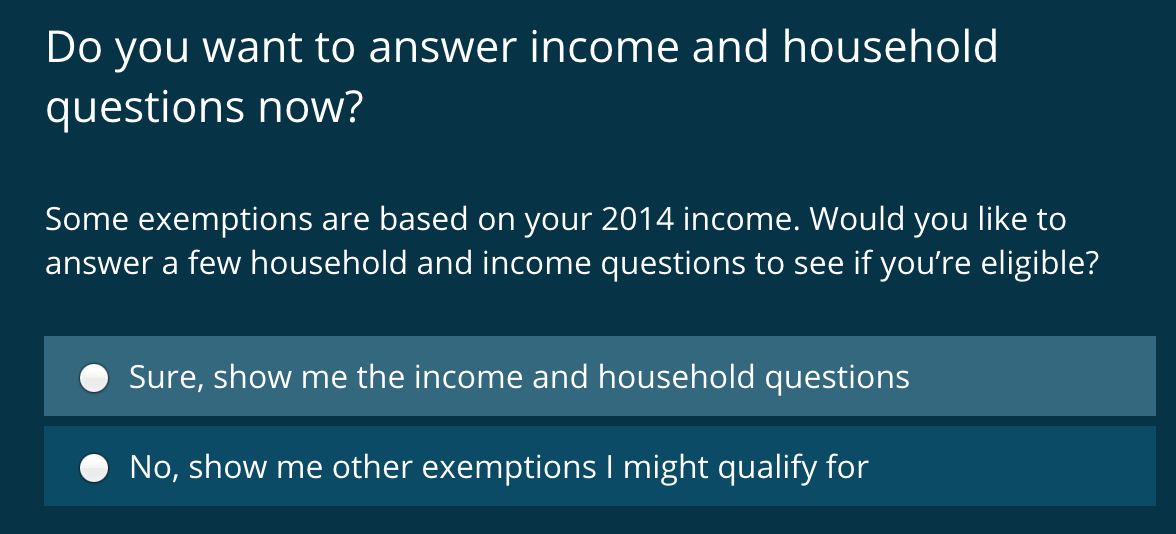 Do you want to answer income and household
questions now?
Some exemptions are based on your 2014 income. Would you like to
answer a few household and income questions to see if you’re eligible?
Sure, show me the income and household questions
No, show me other exemptions I might qualify for